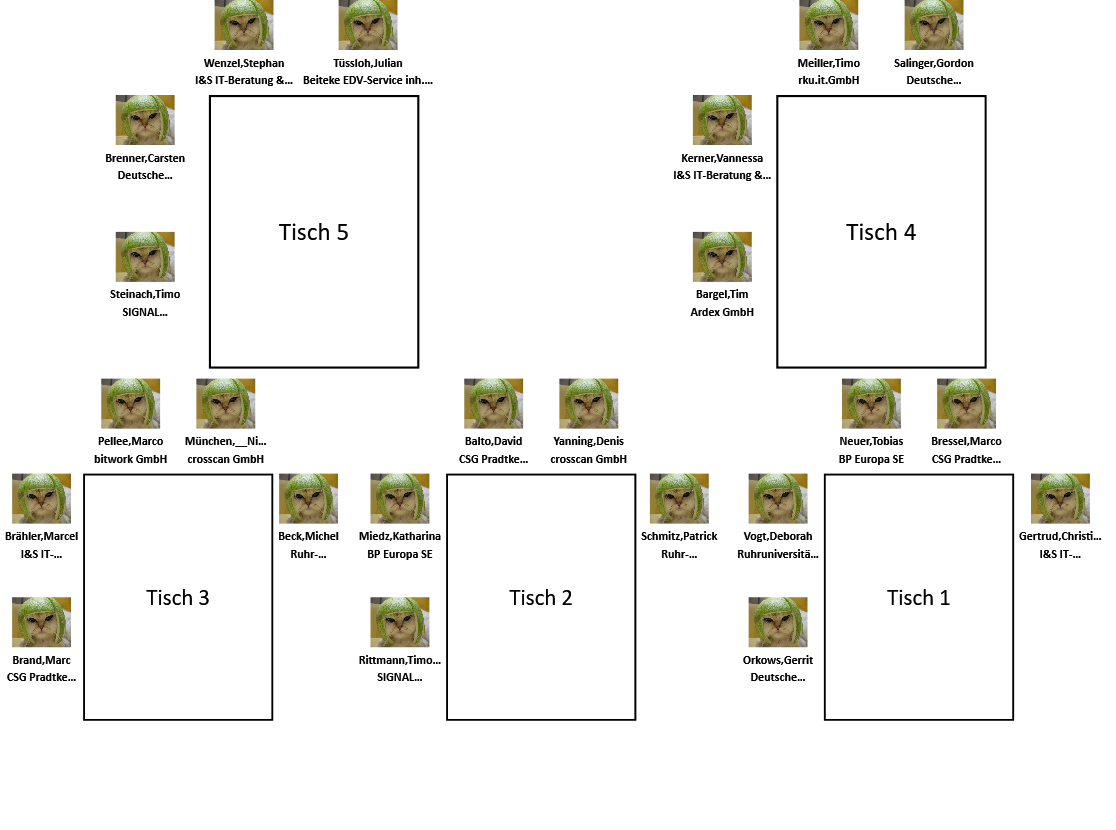 Wenzel,Stephan
I&S IT-Beratung &...
Tüssloh,Julian
Beiteke EDV-Service inh....
Meiller,Timo
rku.it.GmbH
Salinger,Gordon
Deutsche...
Brenner,Carsten
Deutsche...
Kerner,Vannessa
I&S IT-Beratung &...
Tisch 5
Tisch 4
Steinach,Timo
SIGNAL...
Bargel,Tim
Ardex GmbH
Pellee,Marco
bitwork GmbH
München,__Ni...
crosscan GmbH
Balto,David
CSG Pradtke...
Yanning,Denis
crosscan GmbH
Neuer,Tobias
BP Europa SE
Bressel,Marco
CSG Pradtke...
Brähler,Marcel
I&S IT-...
Beck,Michel
Ruhr-...
Miedz,Katharina
BP Europa SE
Schmitz,Patrick
Ruhr-...
Vogt,Deborah
Ruhruniversitä...
Gertrud,Christi...
I&S IT-...
Tisch 3
Tisch 2
Tisch 1
Brand,Marc
CSG Pradtke...
Rittmann,Timo...
SIGNAL...
Orkows,Gerrit
Deutsche...